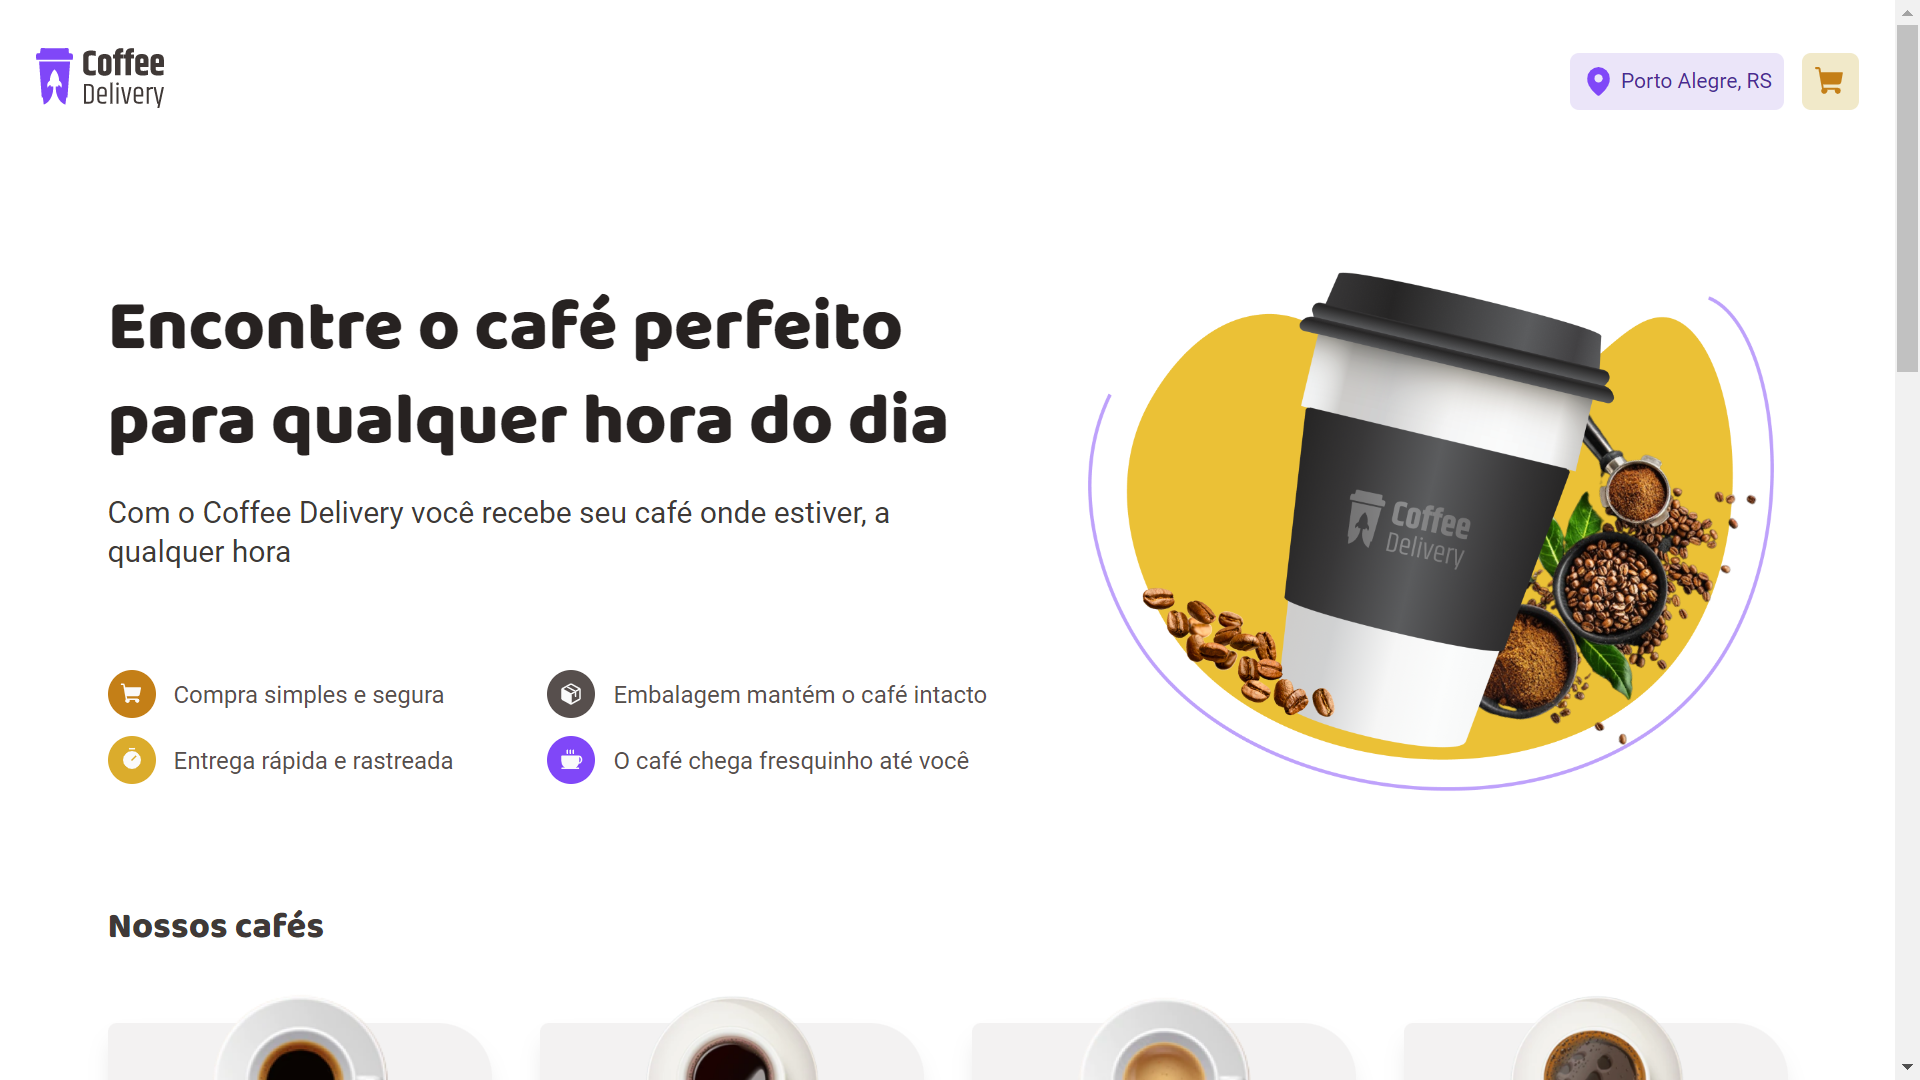 Coffee
Delivery
Porto Alegre, RS
Encontre o café perfeito
para qualquer hora do dia
Com o Coffee Delivery você recebe seu café onde estiver, a
qualquer hora
Coffee
Delivery
Compra simples e segura
Embalagem mantém o café intacto
Entrega rápida e rastreada
O café chega fresquinho até você
Nossos cafés